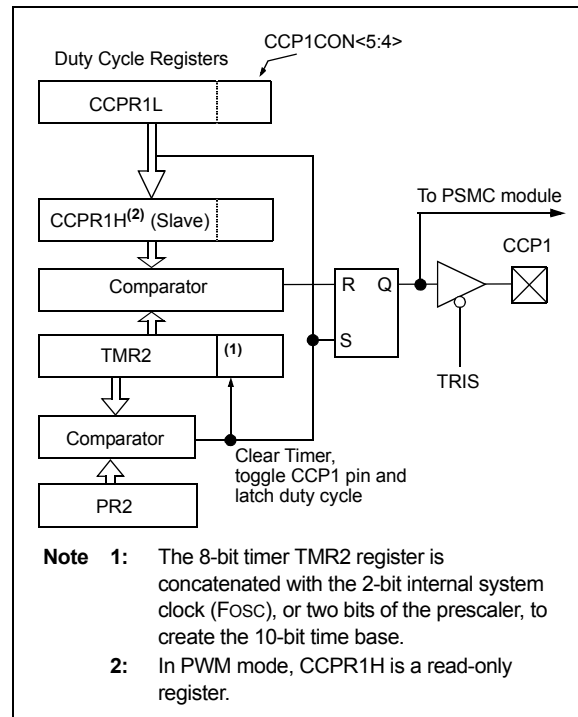 CCP1CON<5:4>
Duty Cycle Registers
CCPR1L
CCPR1H(2) (Slave)
To PSMC module
CCP1
Comparator
R Q
S
TMR2 (1)
TRIS
Comparator
Clear Timer,
toggle CCP1 pin and
latch duty cycle
PR2
Note 1: The 8-bit timer TMR2 register is
concatenated with the 2-bit internal system
clock (FOSC), or two bits of the prescaler, to
create the 10-bit time base.
2: In PWM mode, CCPR1H is a read-only
register.